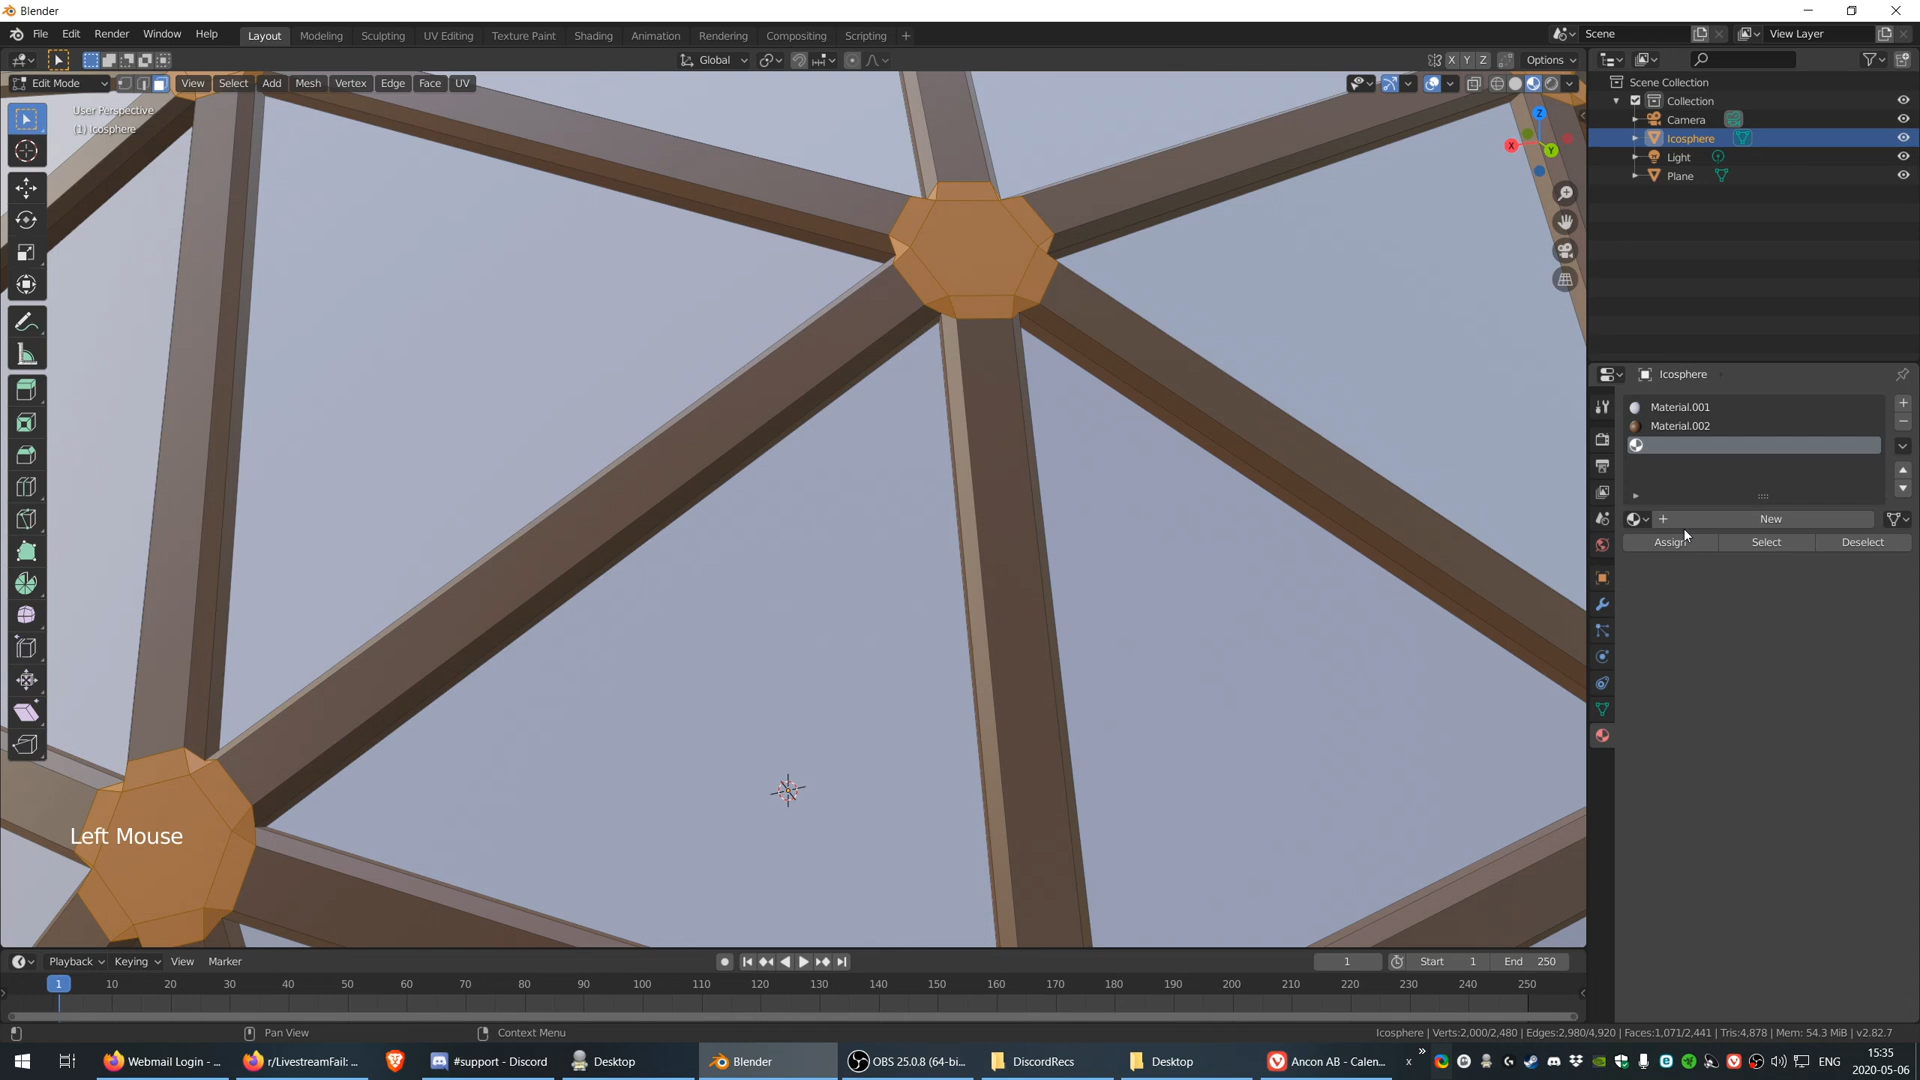 Blender
File Edit Render Window Help
Layout Modeling Sculpting UV Editing Texture Paint Shading Animation Rendering Compositing Scripting +
Scene
View Layer
Global
X Y Z
Options
Edit Mode
View Select Add Mesh Vertex Edge Face UV
User Perspective
(1) Icosphere
Z
X
Y
Scene Collection
Collection
Camera
Icosphere
Light
Plane
Icosphere
Material.001
Material.002
New
Assign Select Deselect
Left Mouse
Playback Keying View Marker
1 Start 1 End 250
1 10 20 30 40 50 60 70 80 90 100 110 120 130 140 150 160 170 180 190 200 210 220 230 240 250
Pan View Context Menu
Icosphere | Verts:2,000/2,480 | Edges:2,980/4,920 | Faces:1,071/2,441 | Tris:4,878 | Mem: 54.3 MiB | v2.82.7
Webmail Login - ... r/LivestreamFail: ... #support - Discord Desktop Blender OBS 25.0.8 (64-bi... DiscordRecs Desktop Ancon AB - Calen...
ENG
15:35
2020-05-06